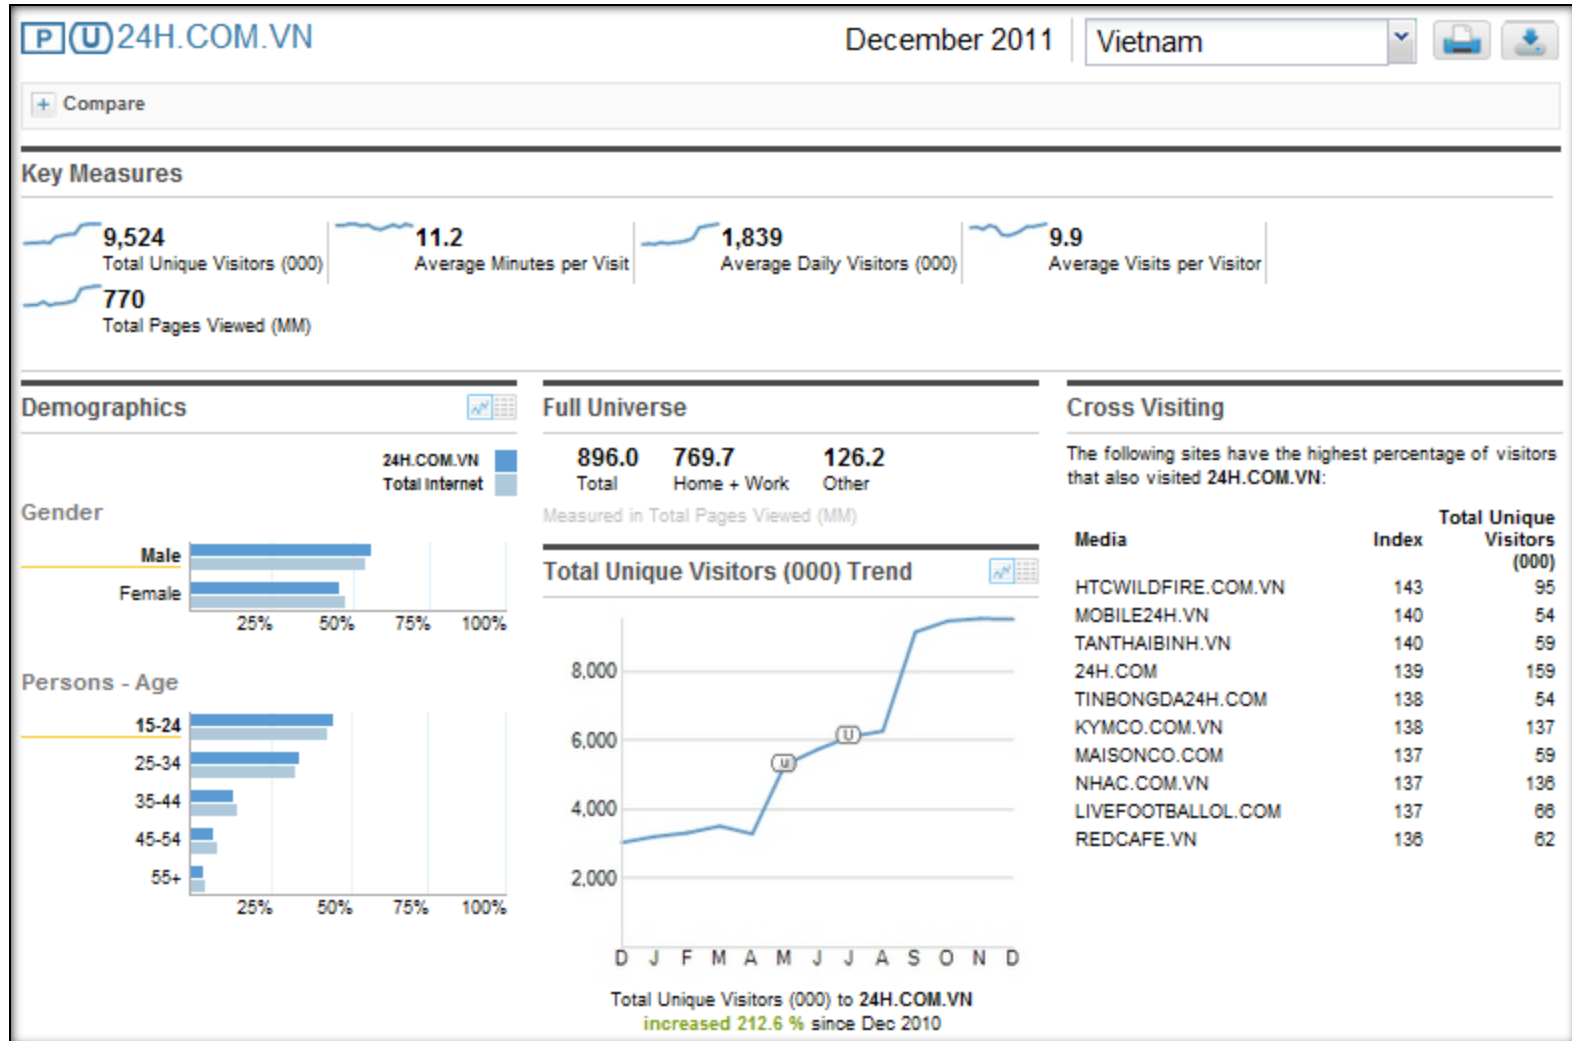 P U 24H.COM.VN
December 2011
Vietnam
+ Compare
Key Measures
9,524
Total Unique Visitors (000)
11.2
Average Minutes per Visit
1,839
Average Daily Visitors (000)
9.9
Average Visits per Visitor
770
Total Pages Viewed (MM)
Demographics
24H.COM.VN
Total Internet
Gender
Male
Female
25% 50% 75% 100%
Persons - Age
15-24
25-34
35-44
45-54
55+
25% 50% 75% 100%
Full Universe
896.0 769.7 126.2
Total Home + Work Other
Measured in Total Pages Viewed (MM)
Total Unique Visitors (000) Trend
8,000
6,000
4,000
2,000
U
U
D J F M A M J J A S O N D
Total Unique Visitors (000) to 24H.COM.VN
increased 212.6 % since Dec 2010
Cross Visiting
The following sites have the highest percentage of visitors
that also visited 24H.COM.VN:
Media Index Total Unique Visitors (000)
HTCWILDFIRE.COM.VN 143 95
MOBILE24H.VN 140 54
TANTHAIBINH.VN 140 59
24H.COM 139 159
TINBONGDA24H.COM 138 54
KYMCO.COM.VN 138 137
MAISONCO.COM 137 59
NHAC.COM.VN 137 136
LIVEFOOTBALLOL.COM 137 66
REDCAFE.VN 136 62